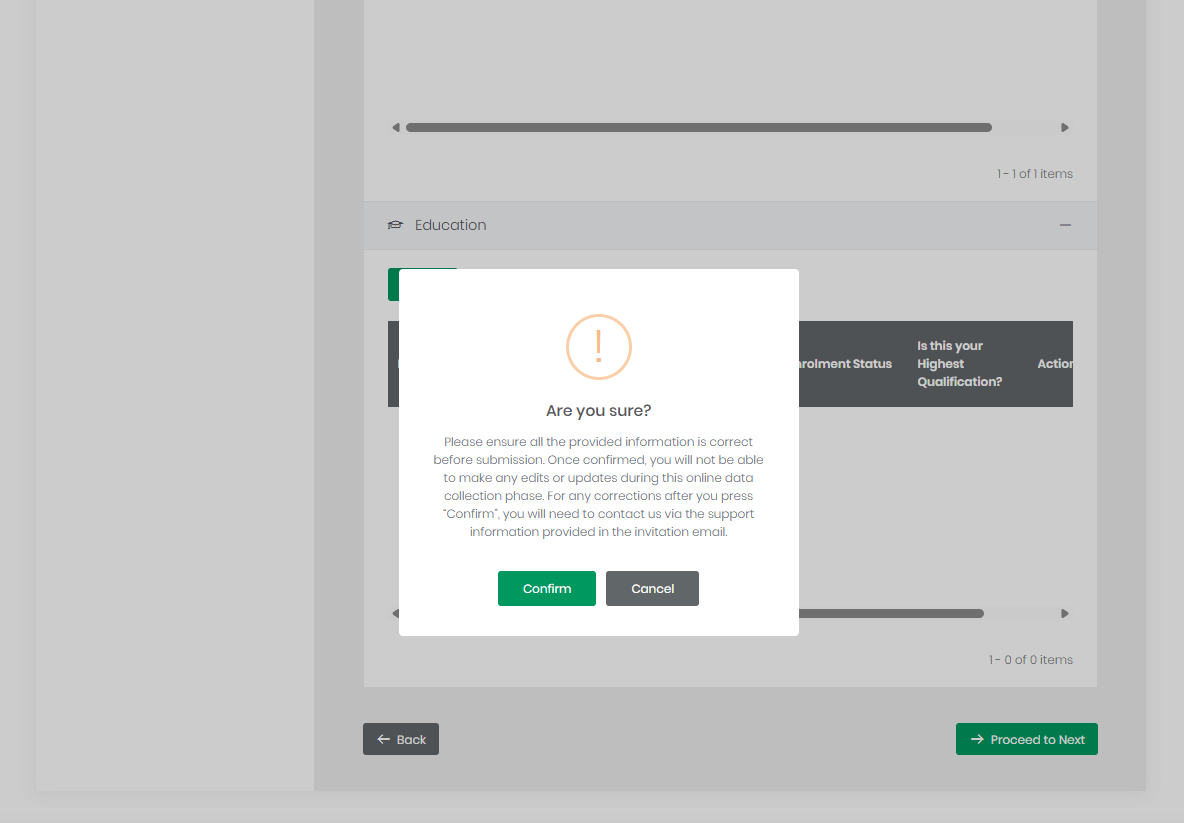 1 - 1 of 1 items
Education
Enrolment Status
Is this your
Highest
Qualification?
Action
!
Are you sure?
Please ensure all the provided information is correct
before submission. Once confirmed, you will not be able
to make any edits or updates during this online data
collection phase. For any corrections after you press
“Confirm”, you will need to contact us via the support
information provided in the invitation email.
Confirm Cancel
1 - 0 of 0 items
Back
Proceed to Next